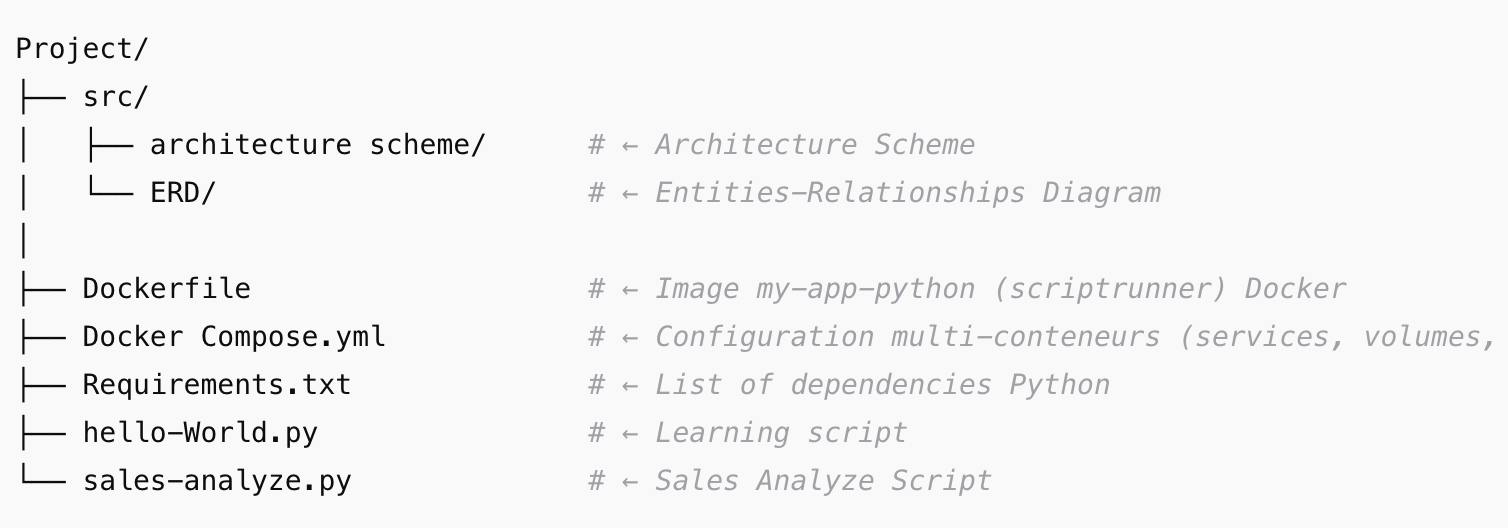 Project/
├── src/
│   ├── architecture scheme/      # ← Architecture Scheme
│   └── ERD/                      # ← Entities-Relationships Diagram
│
├── Dockerfile                    # ← Image my-app-python (scriptrunner) Docker
├── Docker Compose.yml            # ← Configuration multi-conteneurs (services, volumes,
├── Requirements.txt              # ← List of dependencies Python
├── hello-World.py                # ← Learning script
└── sales-analyze.py              # ← Sales Analyze Script